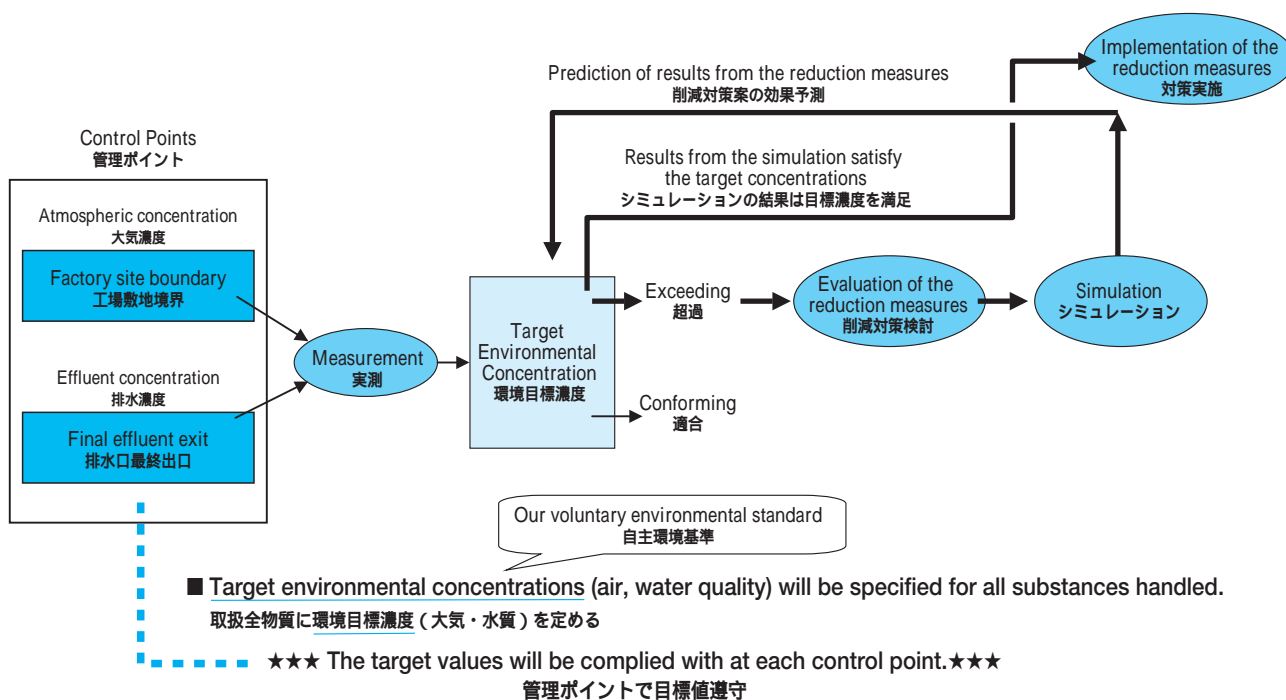 Control Points
管理ポイント
Atmospheric concentration
大気濃度
Factory site boundary
工場敷地境界
Effluent concentration
排水濃度
Final effluent exit
排水口最終出口
Measurement
実測
Target
Environmental
Concentration
環境目標濃度
Prediction of results from the reduction measures
削減対策案の効果予測
Results from the simulation satisfy
the target concentrations
シミュレーションの結果は目標濃度を満足
Exceeding
超過
Conforming
適合
Evaluation of the
reduction measures
削減対策検討
Simulation
シミュレーション
Implementation of the
reduction measures
対策実施
Our voluntary environmental standard
自主環境基準
■ Target environmental concentrations (air, water quality) will be specified for all substances handled.
取扱全物質に環境目標濃度(大気・水質)を定める
★★★ The target values will be complied with at each control point.★★★
管理ポイントで目標値遵守